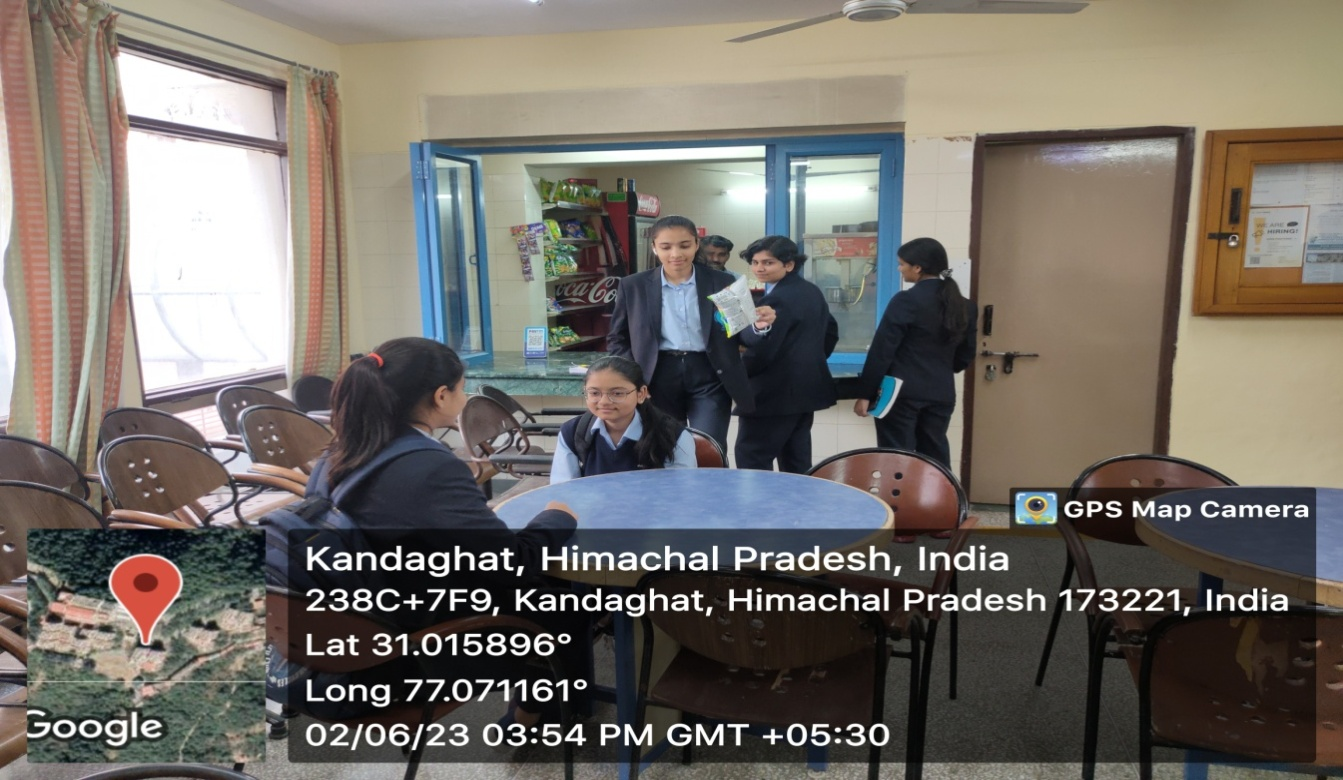 Coca-Co
HIRING!
GPS Map Camera
Kandaghat, Himachal Pradesh, India
238C+7F9, Kandaghat, Himachal Pradesh 173221, India
Lat 31.015896°
Long 77.071161°
02/06/23 03:54 PM GMT +05:30
Google